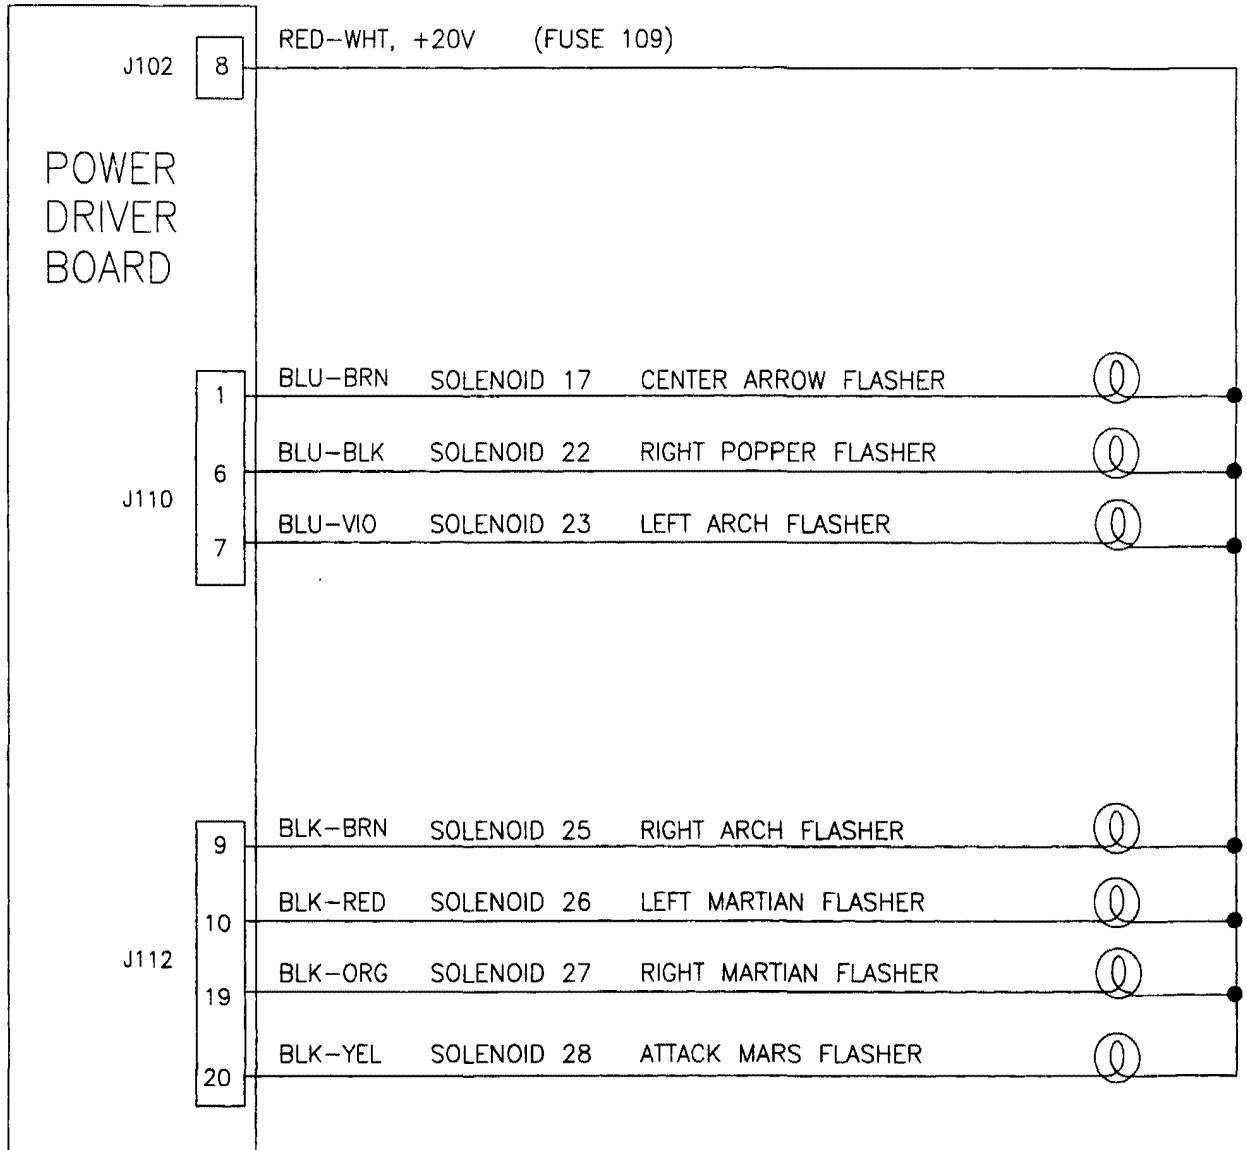 RED-WHT, +20V (FUSE 109)
J102 8
POWER
DRIVER
BOARD
1 BLU-BRN SOLENOID 17 CENTER ARROW FLASHER
6 BLU-BLK SOLENOID 22 RIGHT POPPER FLASHER
J110
7 BLU-VIO SOLENOID 23 LEFT ARCH FLASHER
9 BLK-BRN SOLENOID 25 RIGHT ARCH FLASHER
10 BLK-RED SOLENOID 26 LEFT MARTIAN FLASHER
J112
19 BLK-ORG SOLENOID 27 RIGHT MARTIAN FLASHER
20 BLK-YEL SOLENOID 28 ATTACK MARS FLASHER